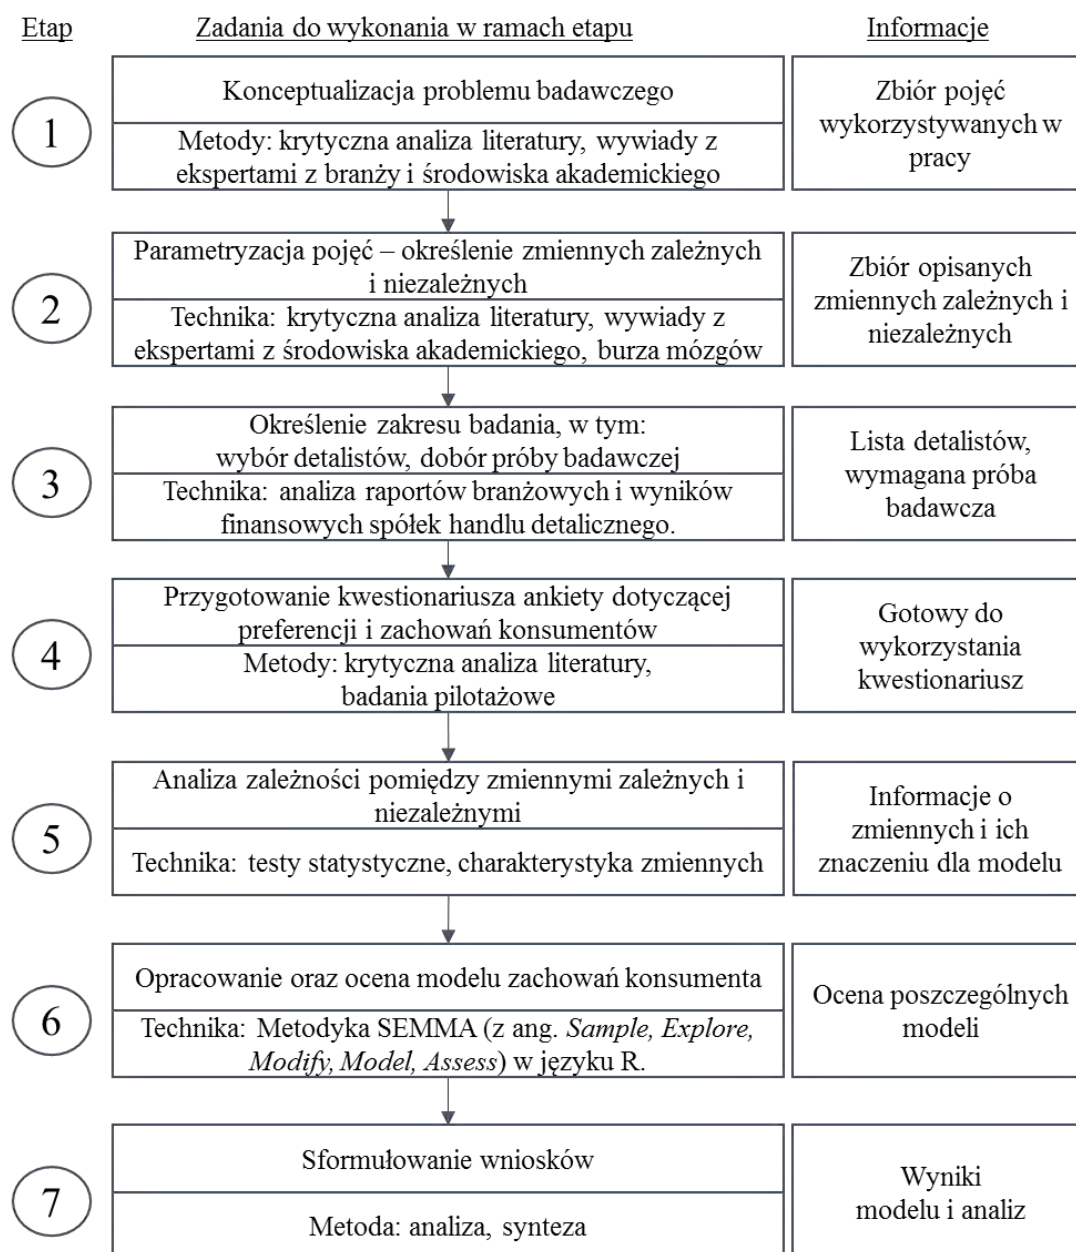 Etap Zadania do wykonania w ramach etapu Informacje
1
Konceptualizacja problemu badawczego
Metody: krytyczna analiza literatury, wywiady z
ekspertami z branży i środowiska akademickiego
Zbiór pojęć
wykorzystywanych w
pracy
2
Parametryzacja pojęć – określenie zmiennych zależnych
i niezależnych
Technika: krytyczna analiza literatury, wywiady z
ekspertami z środowiska akademickiego, burza mózgów
Zbiór opisanych
zmiennych zależnych i
niezależnych
3
Określenie zakresu badania, w tym:
wybór detalistów, dobór próby badawczej
Technika: analiza raportów branżowych i wyników
finansowych spółek handlu detalicznego.
Lista detalistów,
wymagana próba
badawcza
4
Przygotowanie kwestionariusza ankiety dotyczącej
preferencji i zachowań konsumentów
Metody: krytyczna analiza literatury,
badania pilotażowe
Gotowy do
wykorzystania
kwestionariusz
5
Analiza zależności pomiędzy zmiennymi zależnych i
niezależnymi
Technika: testy statystyczne, charakterystyka zmiennych
Informacje o
zmiennych i ich
znaczeniu dla modelu
6
Opracowanie oraz ocena modelu zachowań konsumenta
Technika: Metodyka SEMMA (z ang. Sample, Explore,
Modify, Model, Assess) w języku R.
Ocena poszczególnych
modeli
7
Sformułowanie wniosków
Metoda: analiza, synteza
Wyniki
modelu i analiz